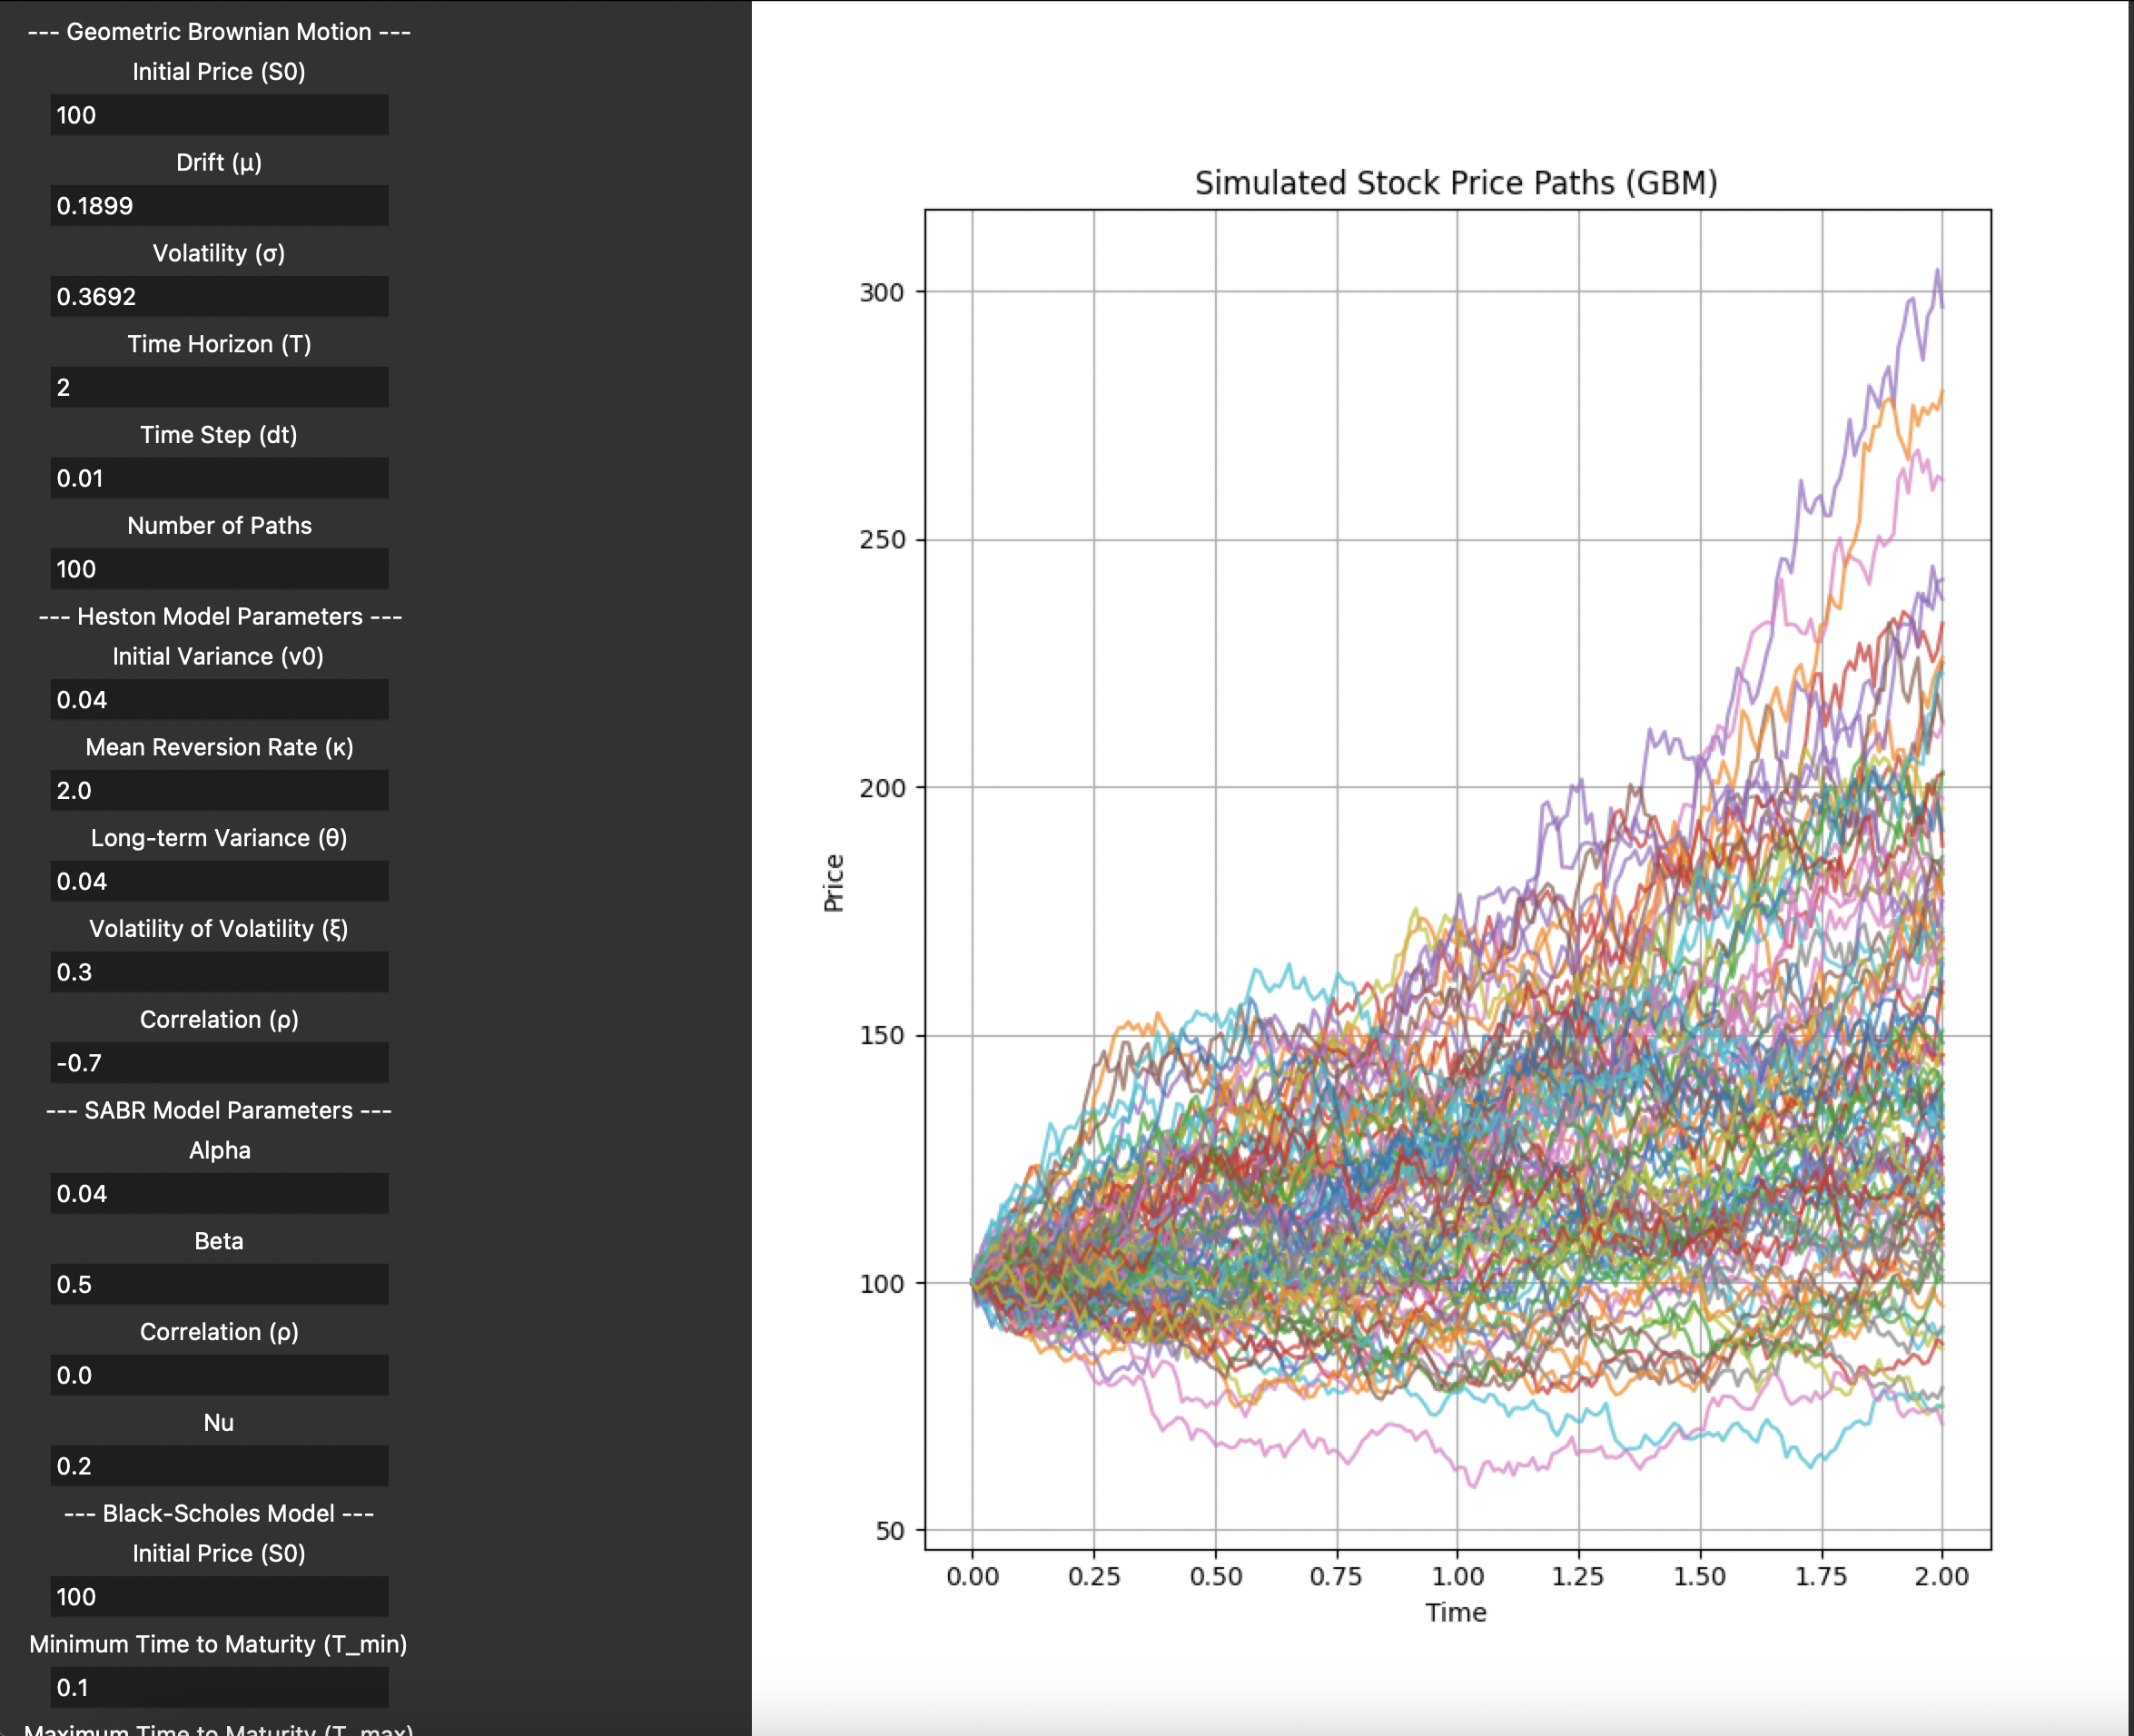 --- Geometric Brownian Motion ---
Initial Price (S0)
100
Drift (μ)
0.1899
Volatility (σ)
0.3692
Time Horizon (T)
2
Time Step (dt)
0.01
Number of Paths
100
--- Heston Model Parameters ---
Initial Variance (v0)
0.04
Mean Reversion Rate (κ)
2.0
Long-term Variance (θ)
0.04
Volatility of Volatility (ξ)
0.3
Correlation (ρ)
-0.7
--- SABR Model Parameters ---
Alpha
0.04
Beta
0.5
Correlation (ρ)
0.0
Nu
0.2
--- Black-Scholes Model ---
Initial Price (S0)
100
Minimum Time to Maturity (T_min)
0.1
Maximum Time to Maturity (T_max)
Simulated Stock Price Paths (GBM)
Price
300
250
200
150
100
50
0.00 0.25 0.50 0.75 1.00 1.25 1.50 1.75 2.00
Time